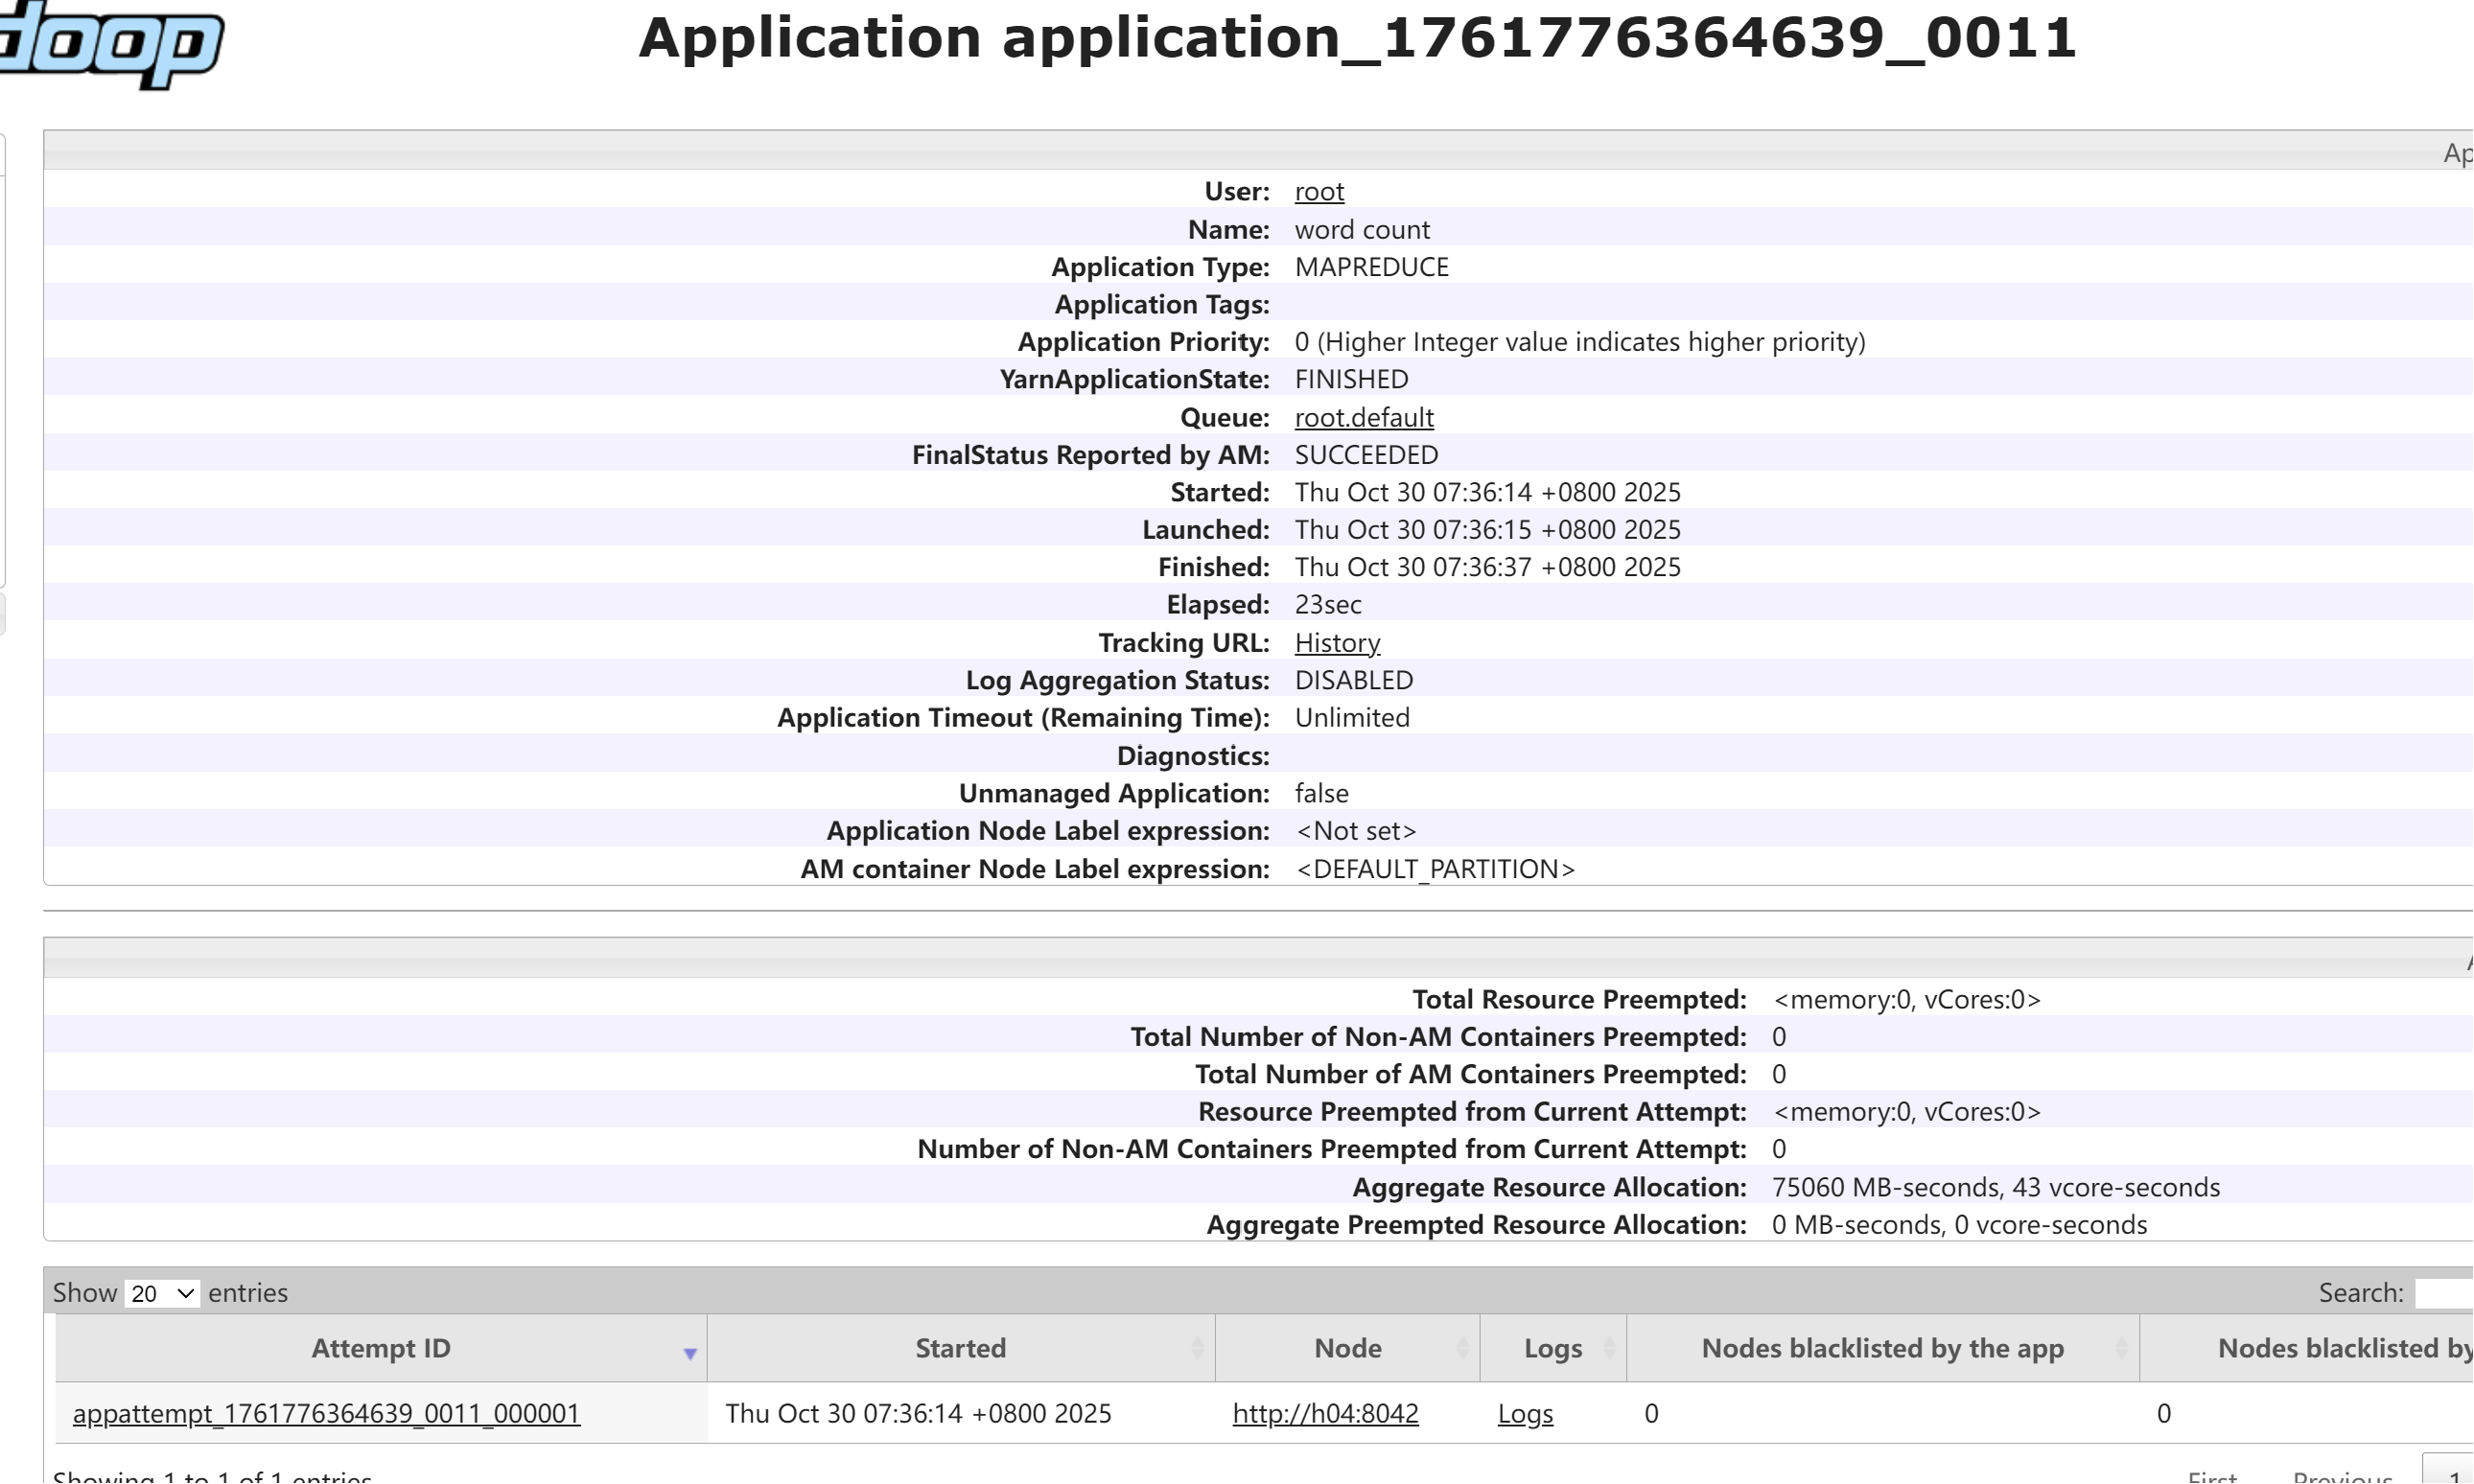 doop
Application application_1761776364639_0011
Ap
User: root
Name: word count
Application Type: MAPREDUCE
Application Tags:
Application Priority: 0 (Higher Integer value indicates higher priority)
YarnApplicationState: FINISHED
Queue: root.default
FinalStatus Reported by AM: SUCCEEDED
Started: Thu Oct 30 07:36:14 +0800 2025
Launched: Thu Oct 30 07:36:15 +0800 2025
Finished: Thu Oct 30 07:36:37 +0800 2025
Elapsed: 23sec
Tracking URL: History
Log Aggregation Status: DISABLED
Application Timeout (Remaining Time): Unlimited
Diagnostics:
Unmanaged Application: false
Application Node Label expression: <Not set>
AM container Node Label expression: <DEFAULT_PARTITION>
Total Resource Preempted: <memory:0, vCores:0>
Total Number of Non-AM Containers Preempted: 0
Total Number of AM Containers Preempted: 0
Resource Preempted from Current Attempt: <memory:0, vCores:0>
Number of Non-AM Containers Preempted from Current Attempt: 0
Aggregate Resource Allocation: 75060 MB-seconds, 43 vcore-seconds
Aggregate Preempted Resource Allocation: 0 MB-seconds, 0 vcore-seconds
Show 20 entries Search:
Attempt ID Started Node Logs Nodes blacklisted by the app Nodes blacklisted by
appattempt_1761776364639_0011_000001 Thu Oct 30 07:36:14 +0800 2025 http://h04:8042 Logs 0 0
Showing 1 to 1 of 1 entries First Previous 1